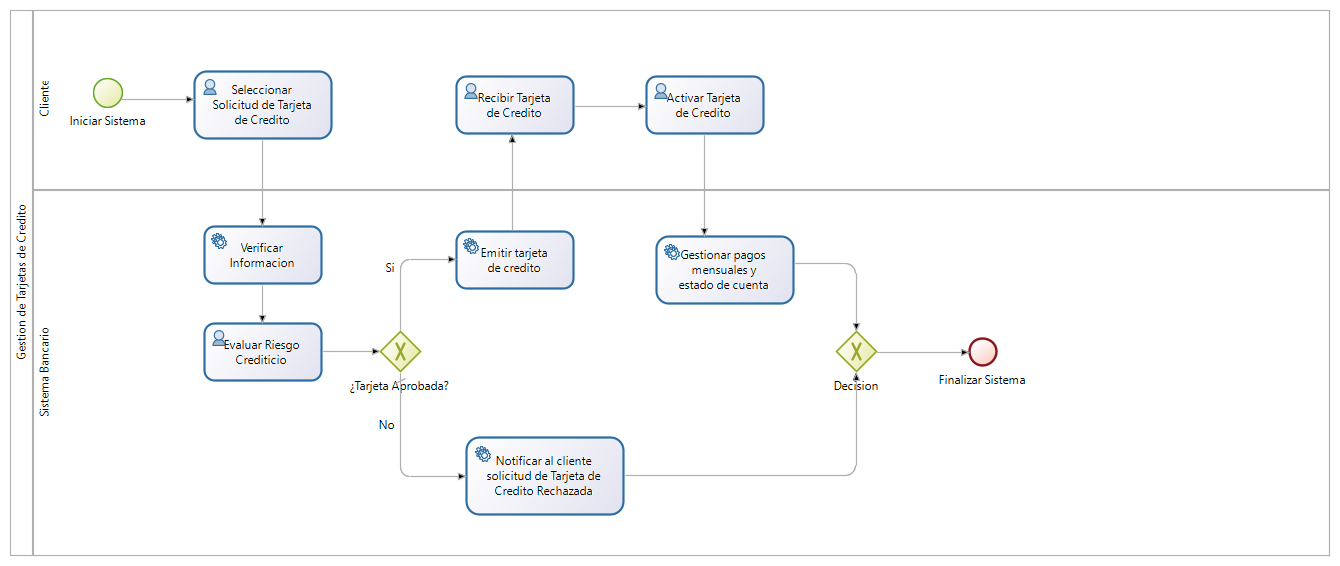 Gestion de Tarjetas de Credito
Cliente
Iniciar Sistema
Seleccionar
Solicitud de Tarjeta
de Credito
Recibir Tarjeta
de Credito
Activar Tarjeta
de Credito
Sistema Bancario
Verificar
Informacion
Evaluar Riesgo
Crediticio
¿Tarjeta Aprobada?
Si
Emitir tarjeta
de credito
No
Notificar al cliente
solicitud de Tarjeta de
Credito Rechazada
Gestionar pagos
mensuales y
estado de cuenta
Decision
Finalizar Sistema